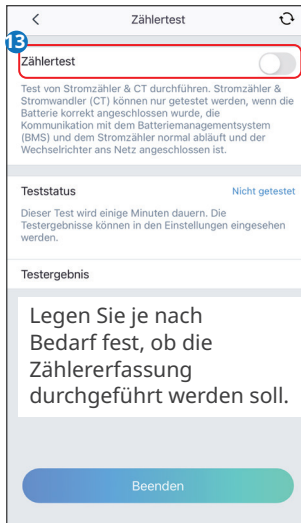 Zählertest
13
Zählertest
Test von Stromzähler & CT durchführen. Stromzähler &
Stromwandler (CT) können nur getestet werden, wenn die
Batterie korrekt angeschlossen wurde, die
Kommunikation mit dem Batteriemanagementsystem
(BMS) und dem Stromzähler normal abläuft und der
Wechselrichter ans Netz angeschlossen ist.
Teststatus Nicht getestet
Dieser Test wird einige Minuten dauern. Die
Testergebnisse können in den Einstellungen eingesehen
werden.
Testergebnis
Legen Sie je nach
Bedarf fest, ob die
Zählererfassung
durchgeführt werden soll.
Beenden